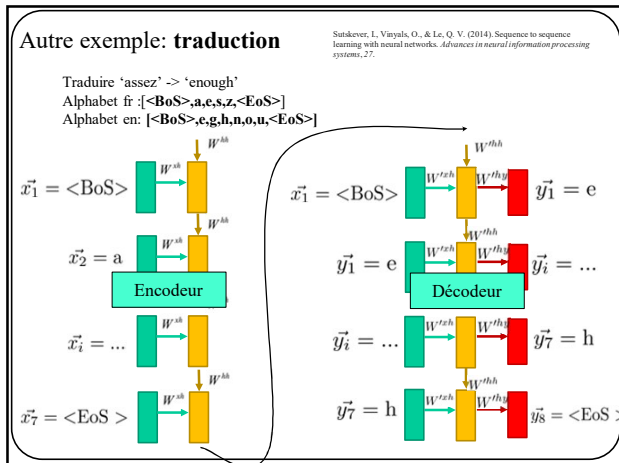 Autre exemple: traduction
Sutskever, I., Vinyals, O., & Le, Q. V. (2014). Sequence to sequence
learning with neural networks. Advances in neural information processing
systems, 27.
Traduire ‘assez’ -> ‘enough’
Alphabet fr :[<BoS>,a,e,s,z,<EoS>]
Alphabet en: [<BoS>,e,g,h,n,o,u,<EoS>]
W^{hh}
W^{xh}
x⃗₁ = <BoS>
W^{hh}
W^{xh}
x⃗₂ = a
Encodeur
W^{hh}
W^{xh}
x⃗ᵢ = ...
W^{hh}
W^{xh}
x⃗₇ = <EoS >
W'^{hh}
x⃗₁ = <BoS> W'^{xh} W'^{hy} y⃗₁ = e
W'^{hh}
y⃗₁ = e W'^{xh} W'^{hy} y⃗ᵢ = ...
Décodeur
y⃗ᵢ = ... W'^{xh} W'^{hy} y⃗₇ = h
W'^{hh}
y⃗₇ = h W'^{xh} W'^{hy} y⃗₈ = <EoS >